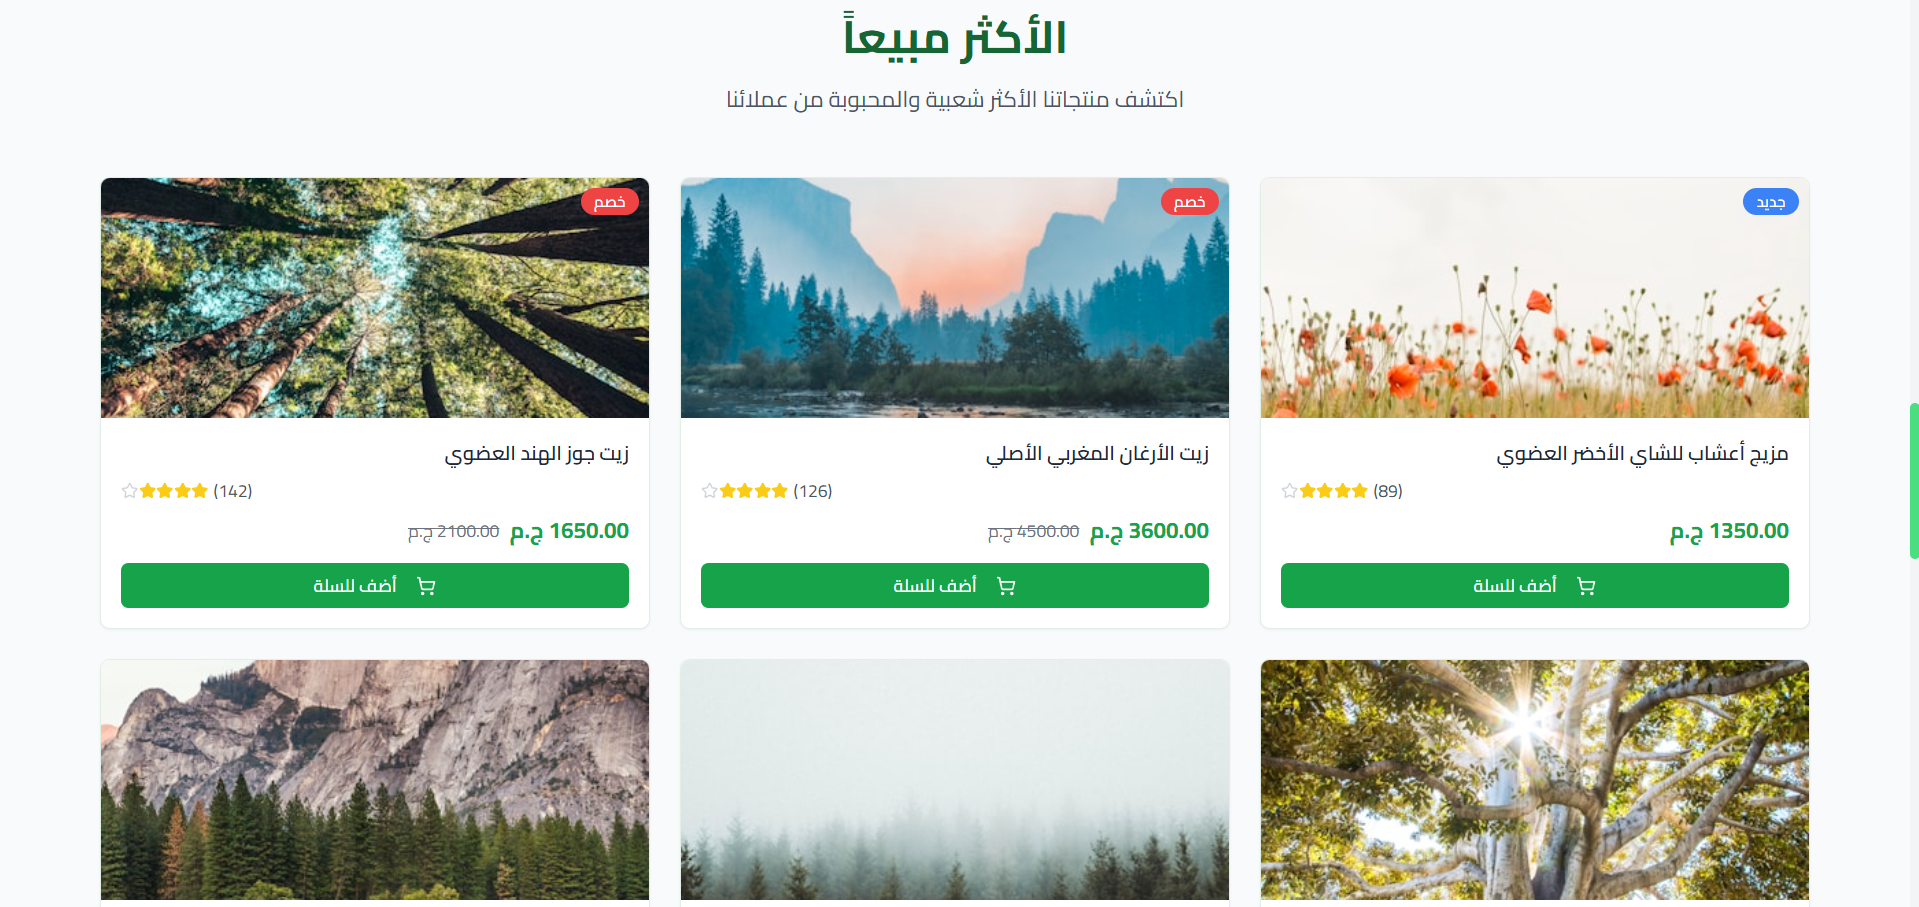 الأكثر مبيعاً
اكتشف منتجاتنا الأكثر شعبية والمحبوبة من عملائنا
جديد
مزيج أعشاب للشاي الأخضر العضوي
(89)
1350.00 ج.م
أضف للسلة
خصم
زيت الأرغان المغربي الأصلي
(126)
3600.00 ج.م 4500.00 ج.م
أضف للسلة
خصم
زيت جوز الهند العضوي
(142)
1650.00 ج.م 2100.00 ج.م
أضف للسلة